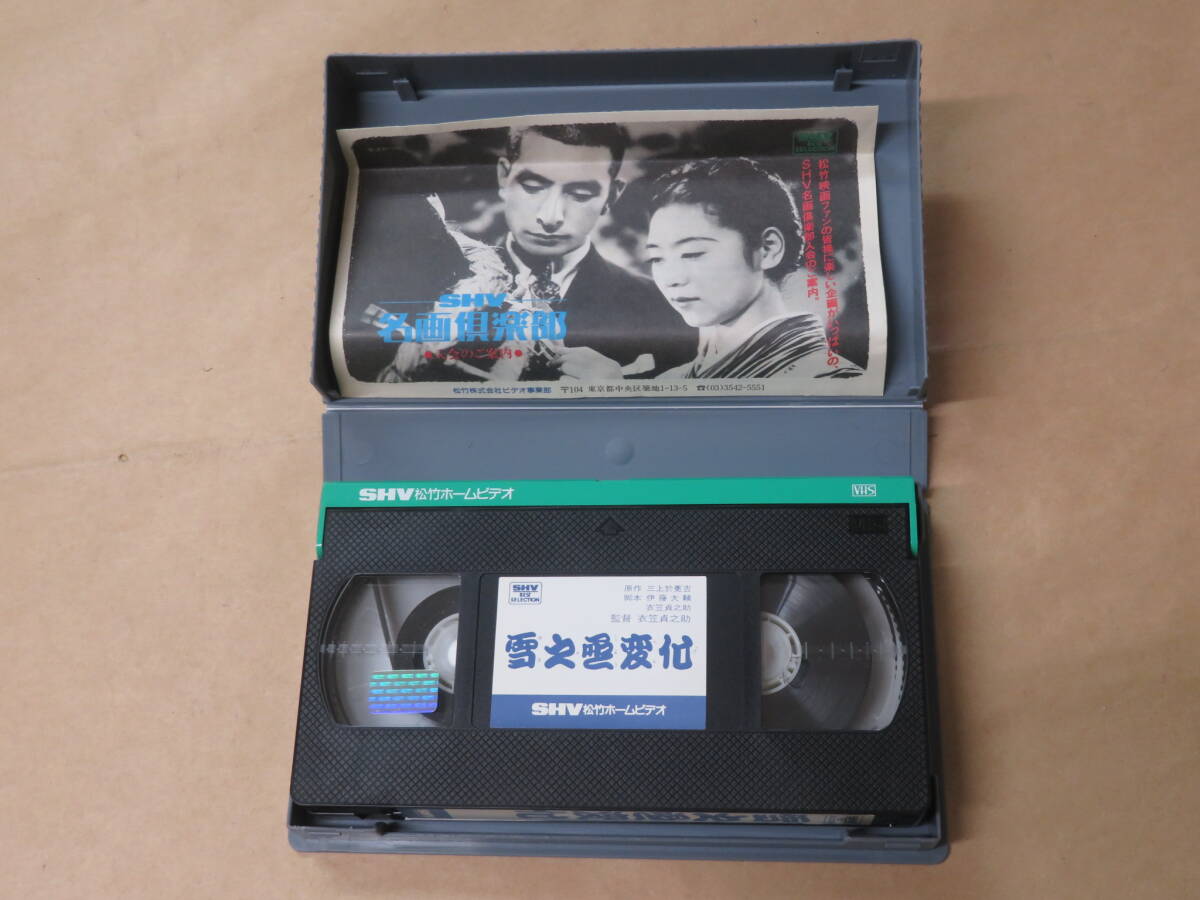 SHV
BEST
SELECTION
松竹映画ファンの皆様に楽しい企画がいっぱいの、
SHV名画倶楽部入会のご案内。
SHV
名画倶楽部
●入会のご案内●
松竹株式会社ビデオ事業部 〒104 東京都中央区築地1-13-5 ☎(03)3542-5551
SHV松竹ホームビデオ
VHS
SHV
BEST
SELECTION
原作 三上於菟吉
脚本 伊藤大輔
衣笠貞之助
監督 衣笠貞之助
雪之丞変化
SHV松竹ホームビデオ